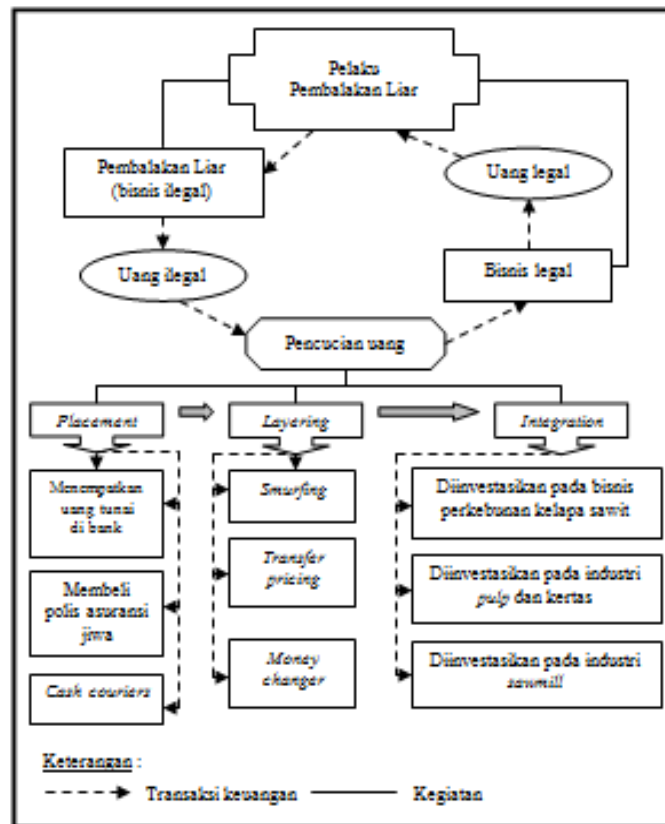 Pelaku
Pembalakan Liar
Pembalakan Liar
(bisnis ilegal)
Uang legal
Uang ilegal
Bisnis legal
Pencucian uang
Placement
Layering
Integration
Menempatkan
uang tunai
di bank
Smurfing
Diinvestasikan pada bisnis
perkebunan kelapa sawit
Membeli
polis asuransi
jiwa
Transfer
pricing
Diinvestasikan pada industri
pulp dan kertas
Cash couriers
Money
changer
Diinvestasikan pada industri
sawmill
Keterangan :
Transaksi keuangan
Kegiatan